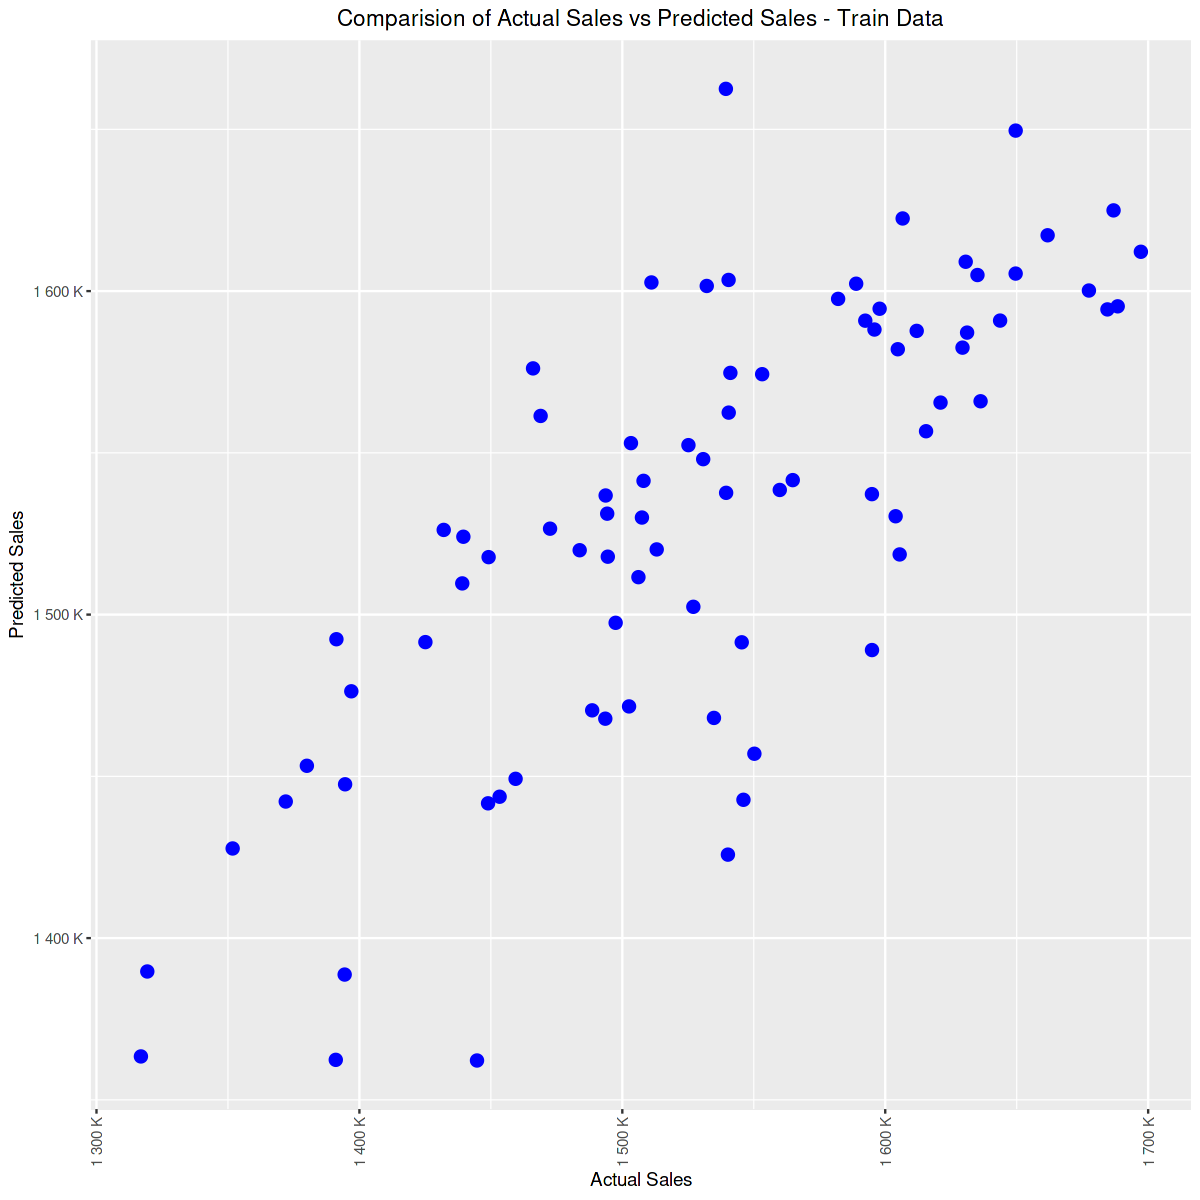 Comparision of Actual Sales vs Predicted Sales - Train Data
Predicted Sales
1 600 K
1 500 K
1 400 K
1 300 K
1 400 K
1 500 K
1 600 K
1 700 K
Actual Sales